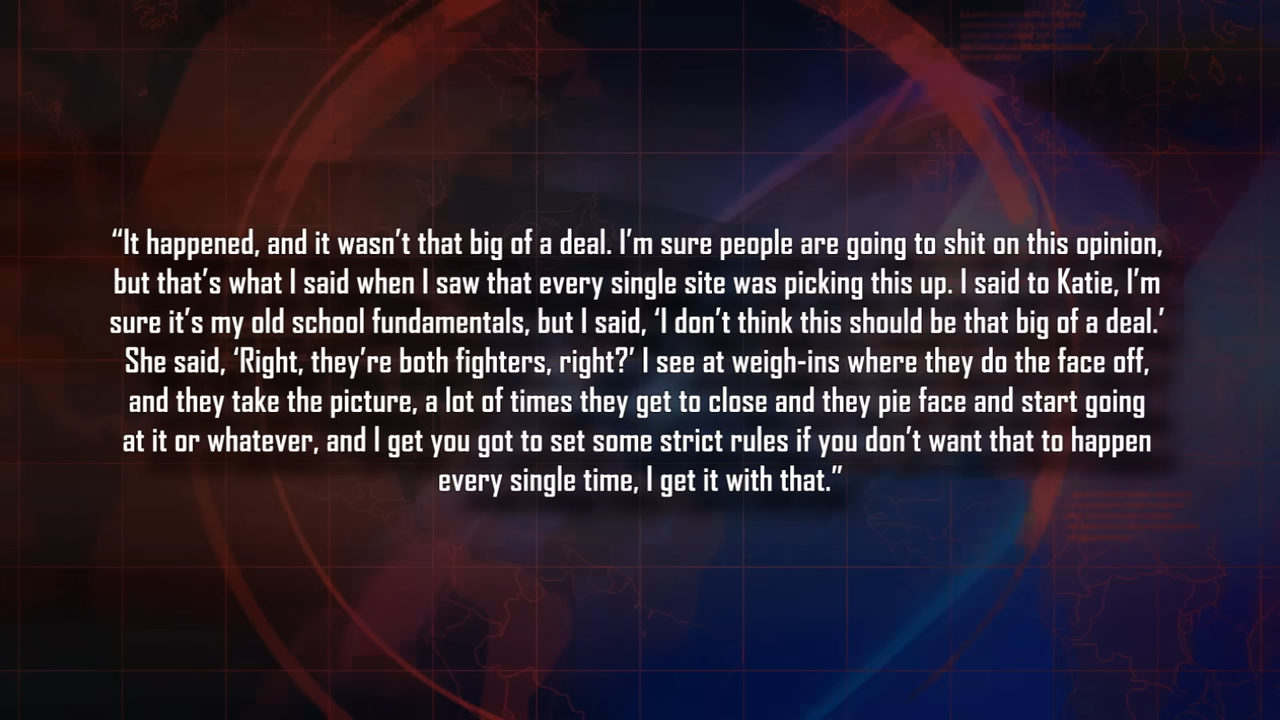 “It happened, and it wasn’t that big of a deal. I’m sure people are going to shit on this opinion,
but that’s what I said when I saw that every single site was picking this up. I said to Katie, I’m
sure it’s my old school fundamentals, but I said, ‘I don’t think this should be that big of a deal.’
She said, ‘Right, they’re both fighters, right?’ I see at weigh-ins where they do the face off,
and they take the picture, a lot of times they get to close and they pie face and start going
at it or whatever, and I get you got to set some strict rules if you don’t want that to happen
every single time, I get it with that.”